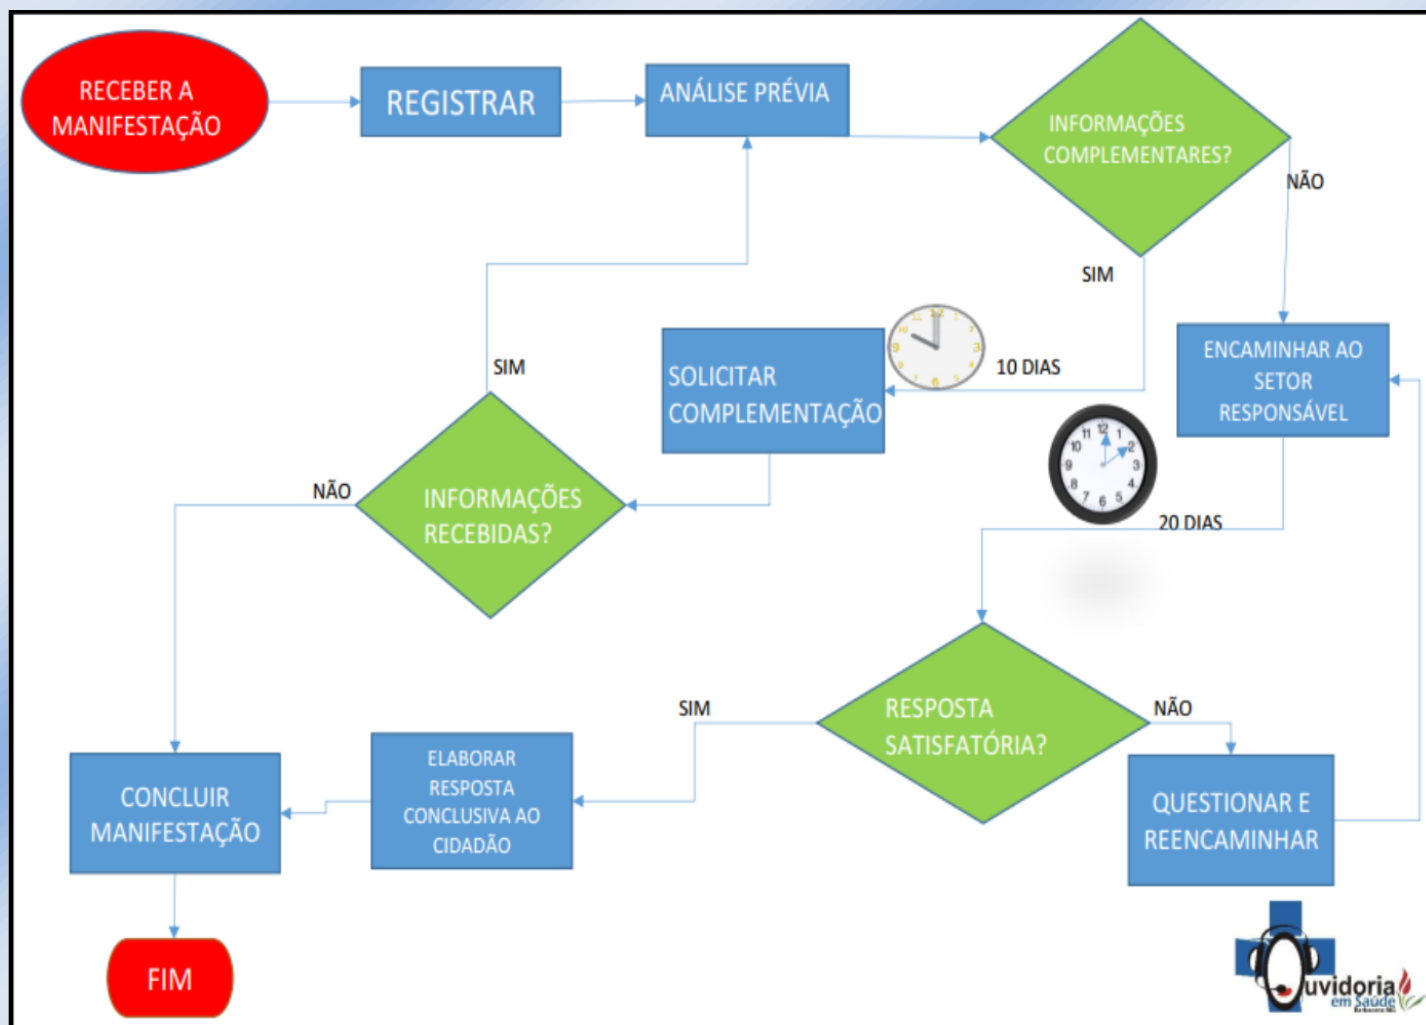 RECEBER A
MANIFESTAÇÃO
REGISTRAR
ANÁLISE PRÉVIA
INFORMAÇÕES
COMPLEMENTARES?
NÃO
SIM
10 DIAS
SOLICITAR
COMPLEMENTAÇÃO
ENCAMINHAR AO
SETOR
RESPONSÁVEL
SIM
NÃO
INFORMAÇÕES
RECEBIDAS?
20 DIAS
RESPOSTA
SATISFATÓRIA?
SIM
NÃO
ELABORAR
RESPOSTA
CONCLUSIVA AO
CIDADÃO
CONCLUIR
MANIFESTAÇÃO
QUESTIONAR E
REENCAMINHAR
FIM
Ouvidoria
em Saúde